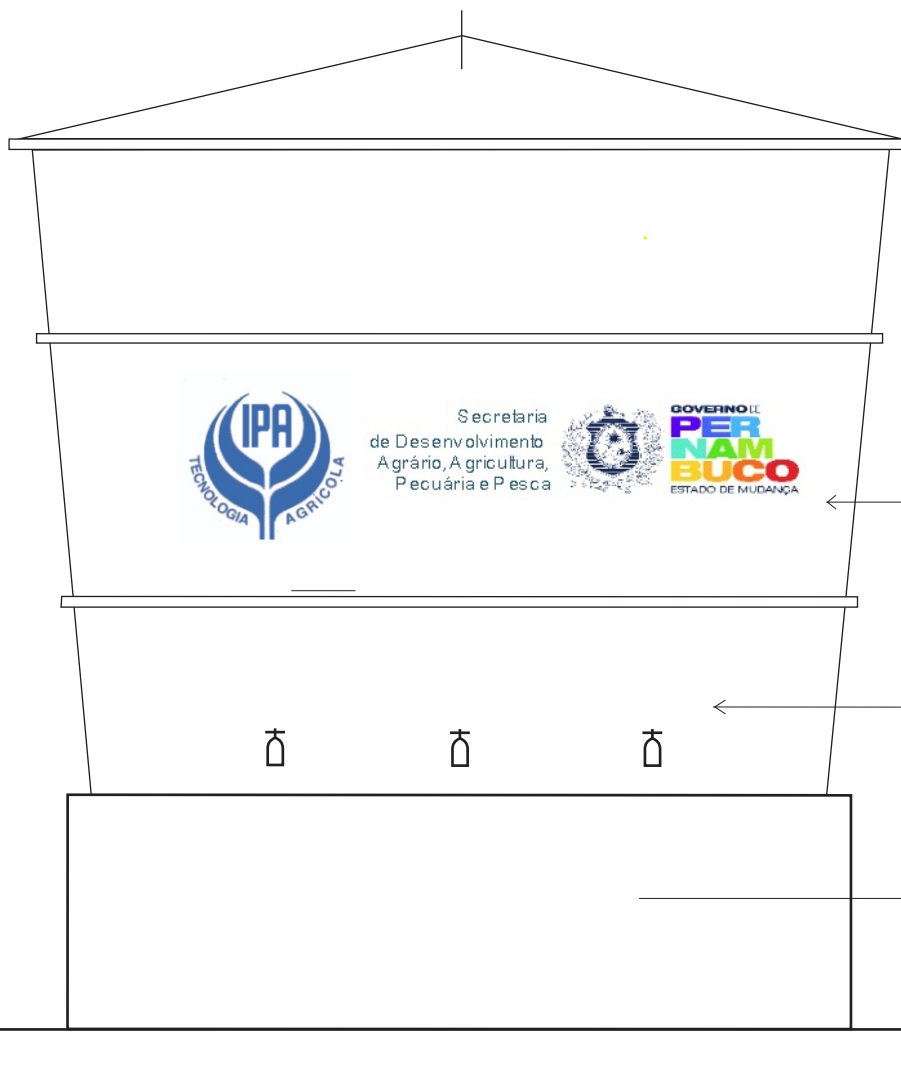 IPA
TECNOLOGIA AGRÍCOLA
Secretaria
de Desenvolvimento
Agrário, Agricultura,
Pecuária e Pesca
GOVERNO DE
PER
NAM
BUCO
ESTADO DE MUDANÇA